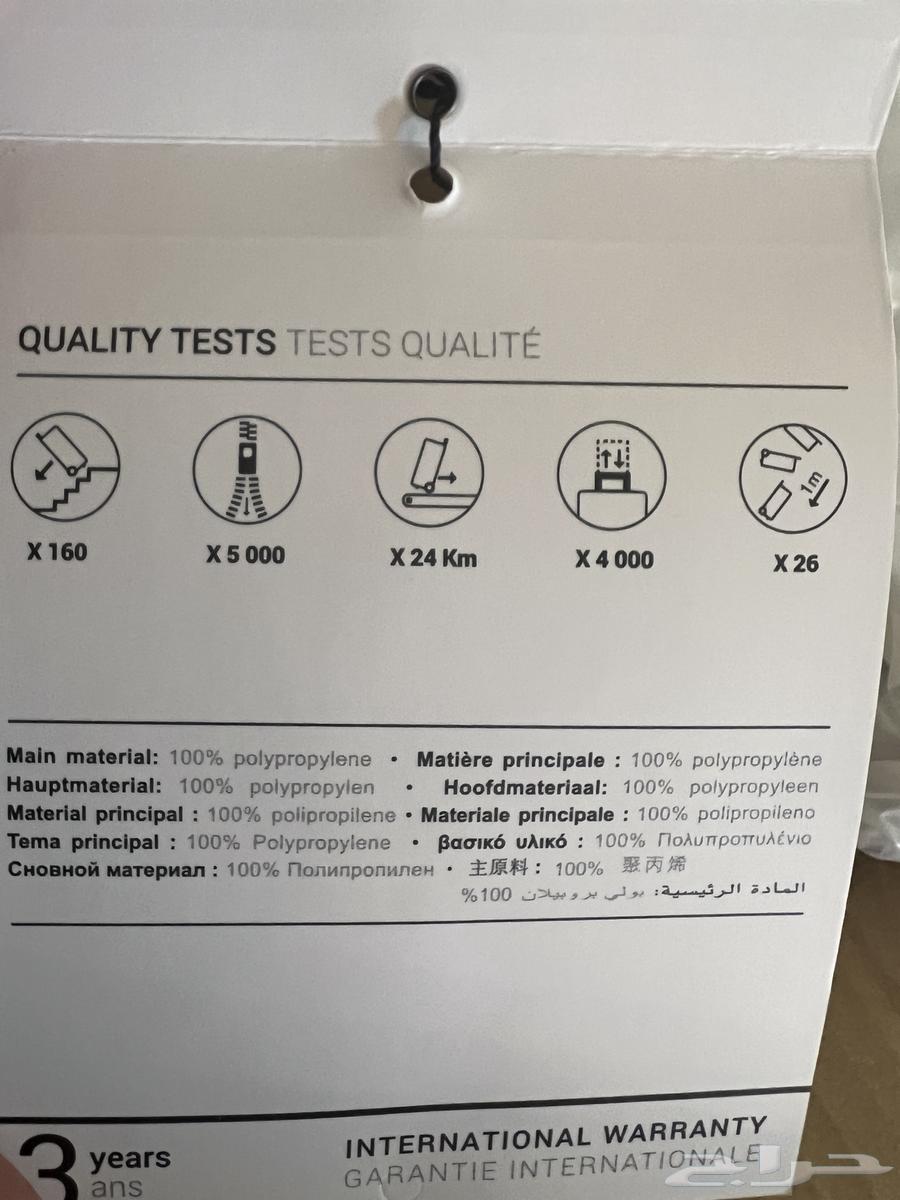 QUALITY TESTS TESTS QUALITÉ
1m
X 160 X 5 000 X 24 Km X 4 000 X 26
Main material: 100% polypropylene • Matière principale : 100% polypropylène
Hauptmaterial: 100% polypropylen • Hoofdmateriaal: 100% polypropyleen
Material principal : 100% polipropilene • Materiale principale : 100% polipropileno
Tema principal : 100% Polypropylene • βασικό υλικό : 100% Πολυπροπυλένιο
Сновной материал : 100% Полипропилен • 主原料 : 100% 聚丙烯
المادة الرئيسية: بولي بروبيلان 100%
3 years INTERNATIONAL WARRANTY
ans GARANTIE INTERNATIONALE
حراج